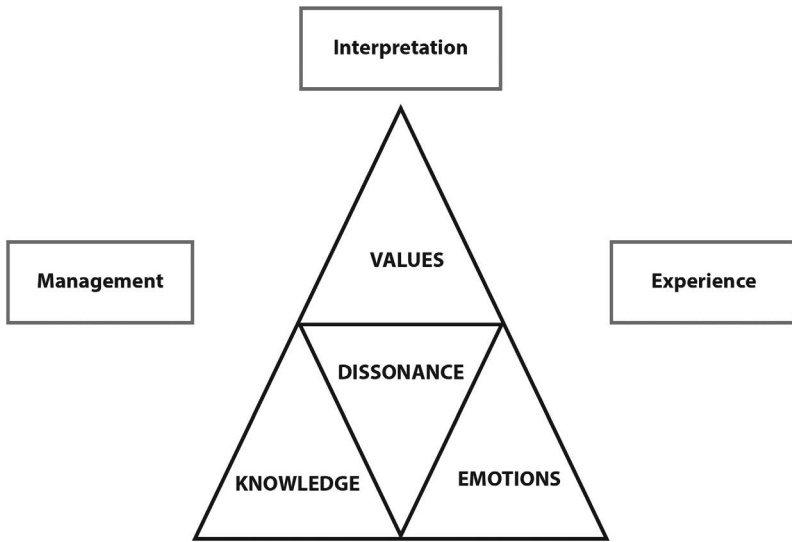 Interpretation
VALUES
Management
Experience
DISSONANCE
KNOWLEDGE
EMOTIONS